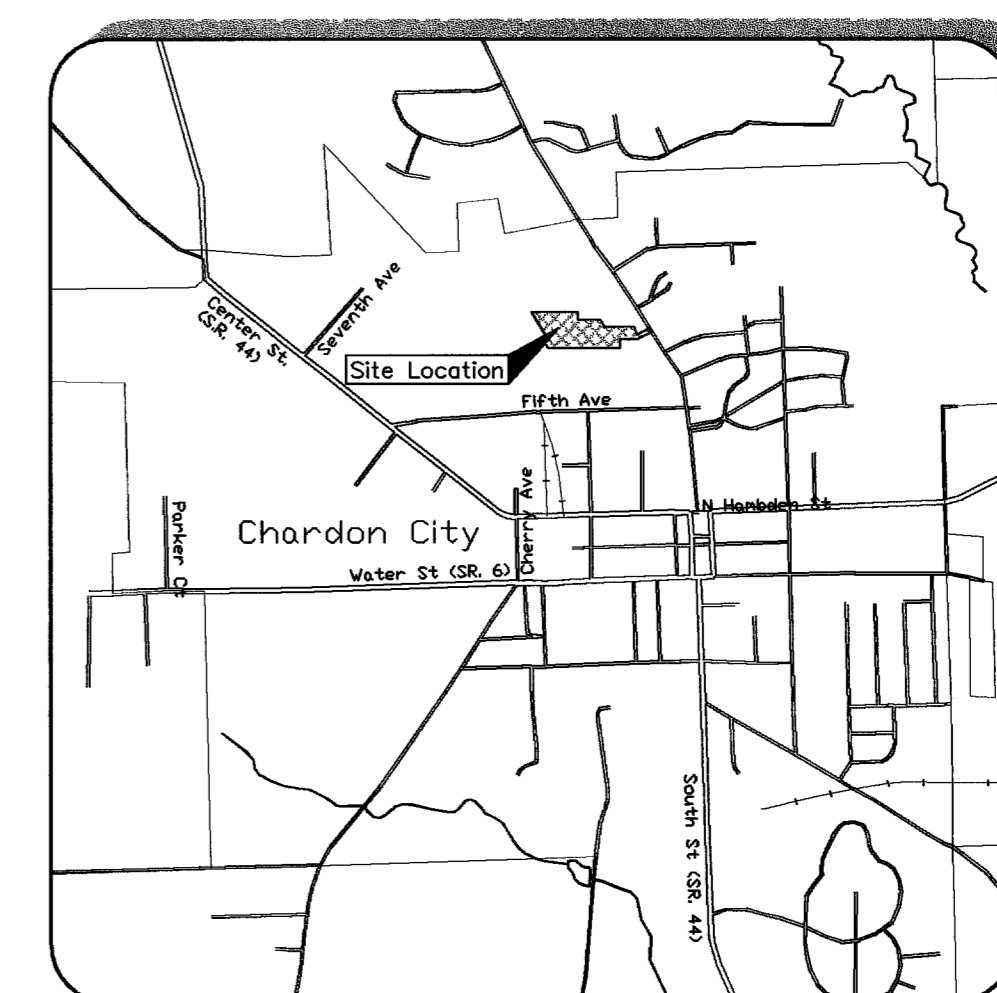 Seventh Ave
Center St.
(S.R. 44)
Site Location
Fifth Ave
Cherry Ave
N Hambden St
Parker Ct
Chardon City
Water St (SR. 6)
South St (SR. 44)